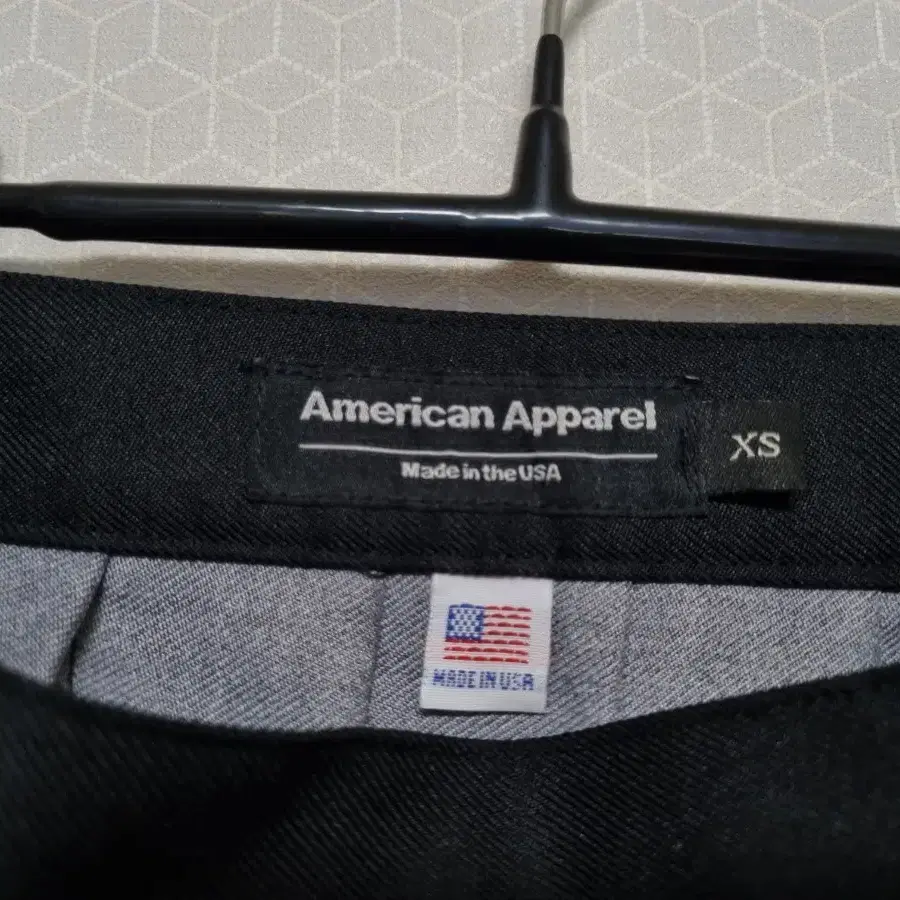 American Apparel
Made in the USA
XS
MADE IN USA